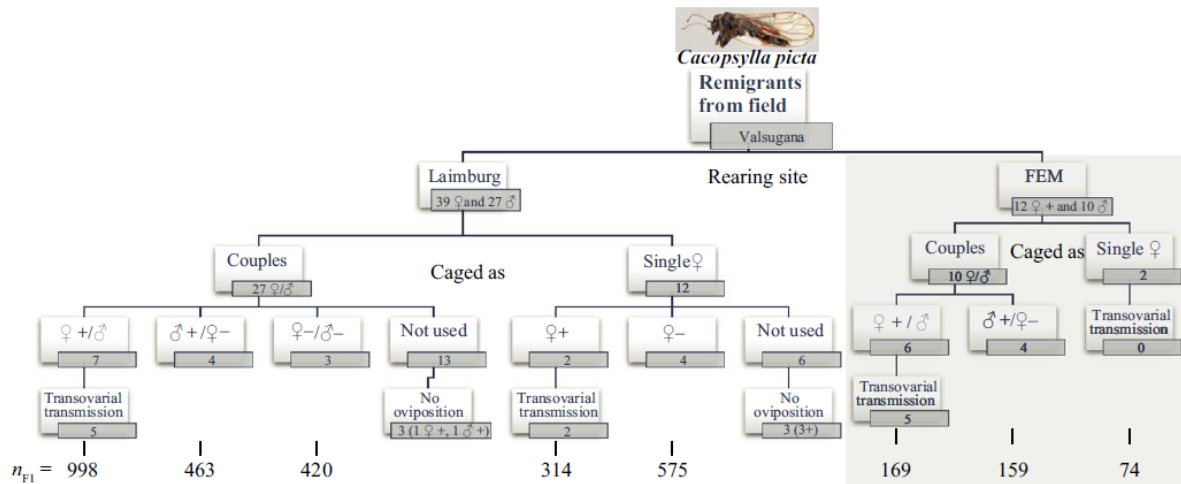 Cacopsylla picta
Remigrants
from field
Valsugana
Rearing site
Laimburg
39 ♀and 27 ♂
FEM
12 ♀ + and 10 ♂
Couples
27 ♀/♂
Caged as
Single♀
12
Couples
10 ♀/♂
Caged as
Single ♀
2
♀ +/♂
7
♂+/♀−
4
♀−/♂−
3
Not used
13
♀+
2
♀−
4
Not used
6
♀ + / ♂
6
♂+/♀−
4
Transovarial
transmission
0
Transovarial
transmission
5
No
oviposition
3 (1 ♀ +, 1 ♂ +)
Transovarial
transmission
2
No
oviposition
3 (3+)
Transovarial
transmission
5
nF1 = 998 463 420 314 575 169 159 74